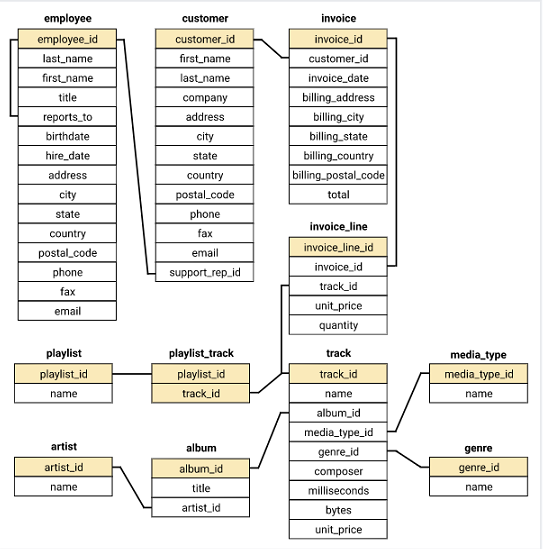 employee
employee_id
last_name
first_name
title
reports_to
birthdate
hire_date
address
city
state
country
postal_code
phone
fax
email
customer
customer_id
first_name
last_name
company
address
city
state
country
postal_code
phone
fax
email
support_rep_id
invoice
invoice_id
customer_id
invoice_date
billing_address
billing_city
billing_state
billing_country
billing_postal_code
total
invoice_line
invoice_line_id
invoice_id
track_id
unit_price
quantity
playlist
playlist_id
name
playlist_track
playlist_id
track_id
track
track_id
name
album_id
media_type_id
genre_id
composer
milliseconds
bytes
unit_price
media_type
media_type_id
name
artist
artist_id
name
album
album_id
title
artist_id
genre
genre_id
name